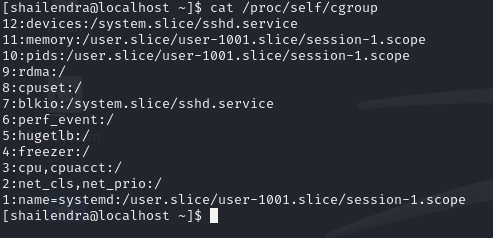 [shailendra@localhost ~]$ cat /proc/self/cgroup
12:devices:/system.slice/sshd.service
11:memory:/user.slice/user-1001.slice/session-1.scope
10:pids:/user.slice/user-1001.slice/session-1.scope
9:rdma:/
8:cpuset:/
7:blkio:/system.slice/sshd.service
6:perf_event:/
5:hugetlb:/
4:freezer:/
3:cpu,cpuacct:/
2:net_cls,net_prio:/
1:name=systemd:/user.slice/user-1001.slice/session-1.scope
[shailendra@localhost ~]$